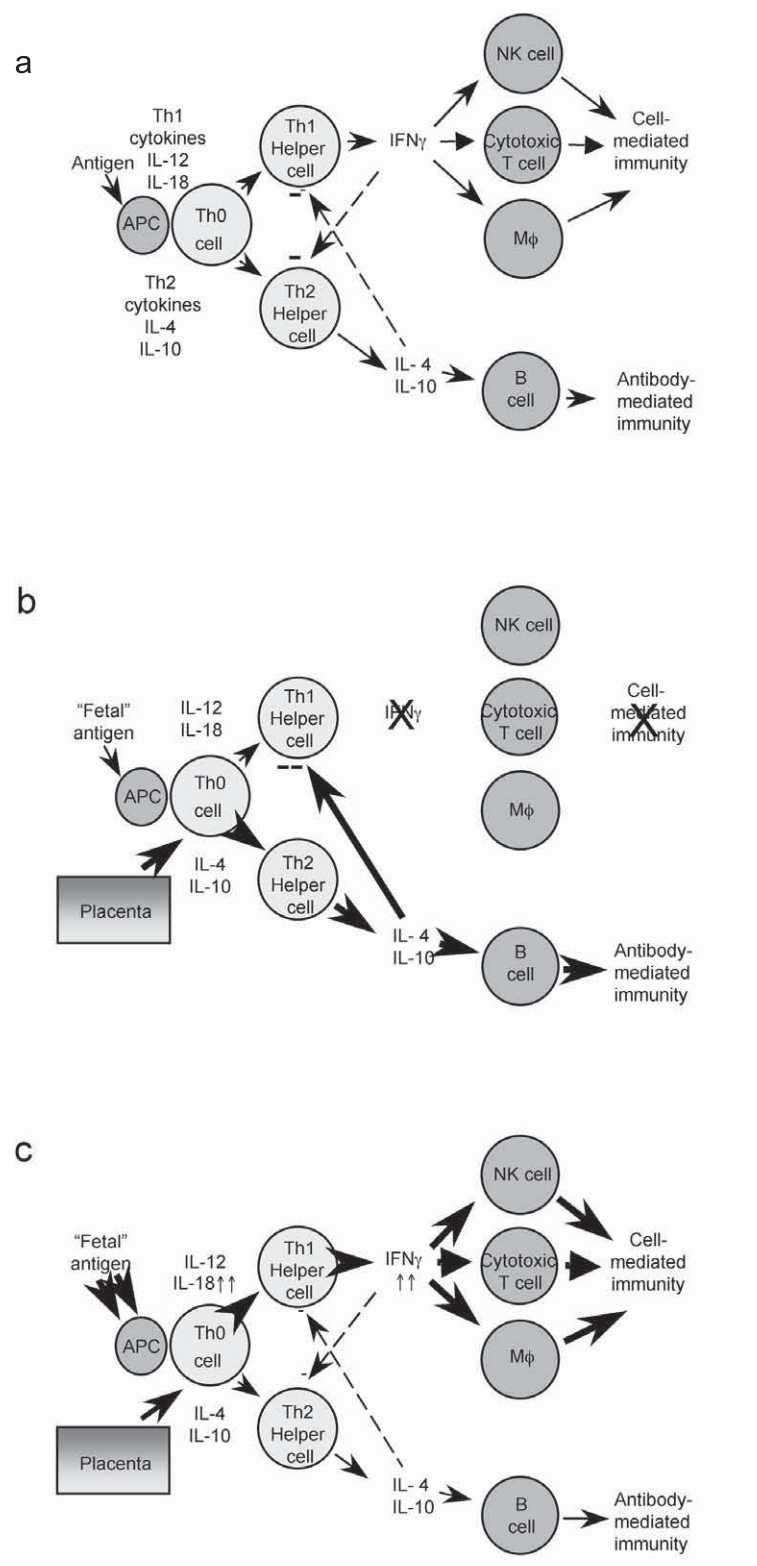 a
Th1
cytokines
IL-12
IL-18
Antigen
APC
Th0
cell
Th2
cytokines
IL-4
IL-10
Th1
Helper
cell
-
-
Th2
Helper
cell
IFNγ
IL- 4
IL-10
NK cell
Cytotoxic
T cell
Mϕ
B
cell
Cell-
mediated
immunity
Antibody-
mediated
immunity
b
"Fetal"
antigen
IL-12
IL-18
APC
Th0
cell
IL-4
IL-10
Placenta
Th1
Helper
cell
--
Th2
Helper
cell
IFNγ
IL- 4
IL-10
NK cell
Cytotoxic
T cell
Mϕ
B
cell
Cell-
mediated
immunity
Antibody-
mediated
immunity
c
"Fetal"
antigen
IL-12
IL-18↑↑
APC
Th0
cell
IL-4
IL-10
Placenta
Th1
Helper
cell
-
-
Th2
Helper
cell
IFNγ
↑↑
IL- 4
IL-10
NK cell
Cytotoxic
T cell
Mϕ
B
cell
Cell-
mediated
immunity
Antibody-
mediated
immunity